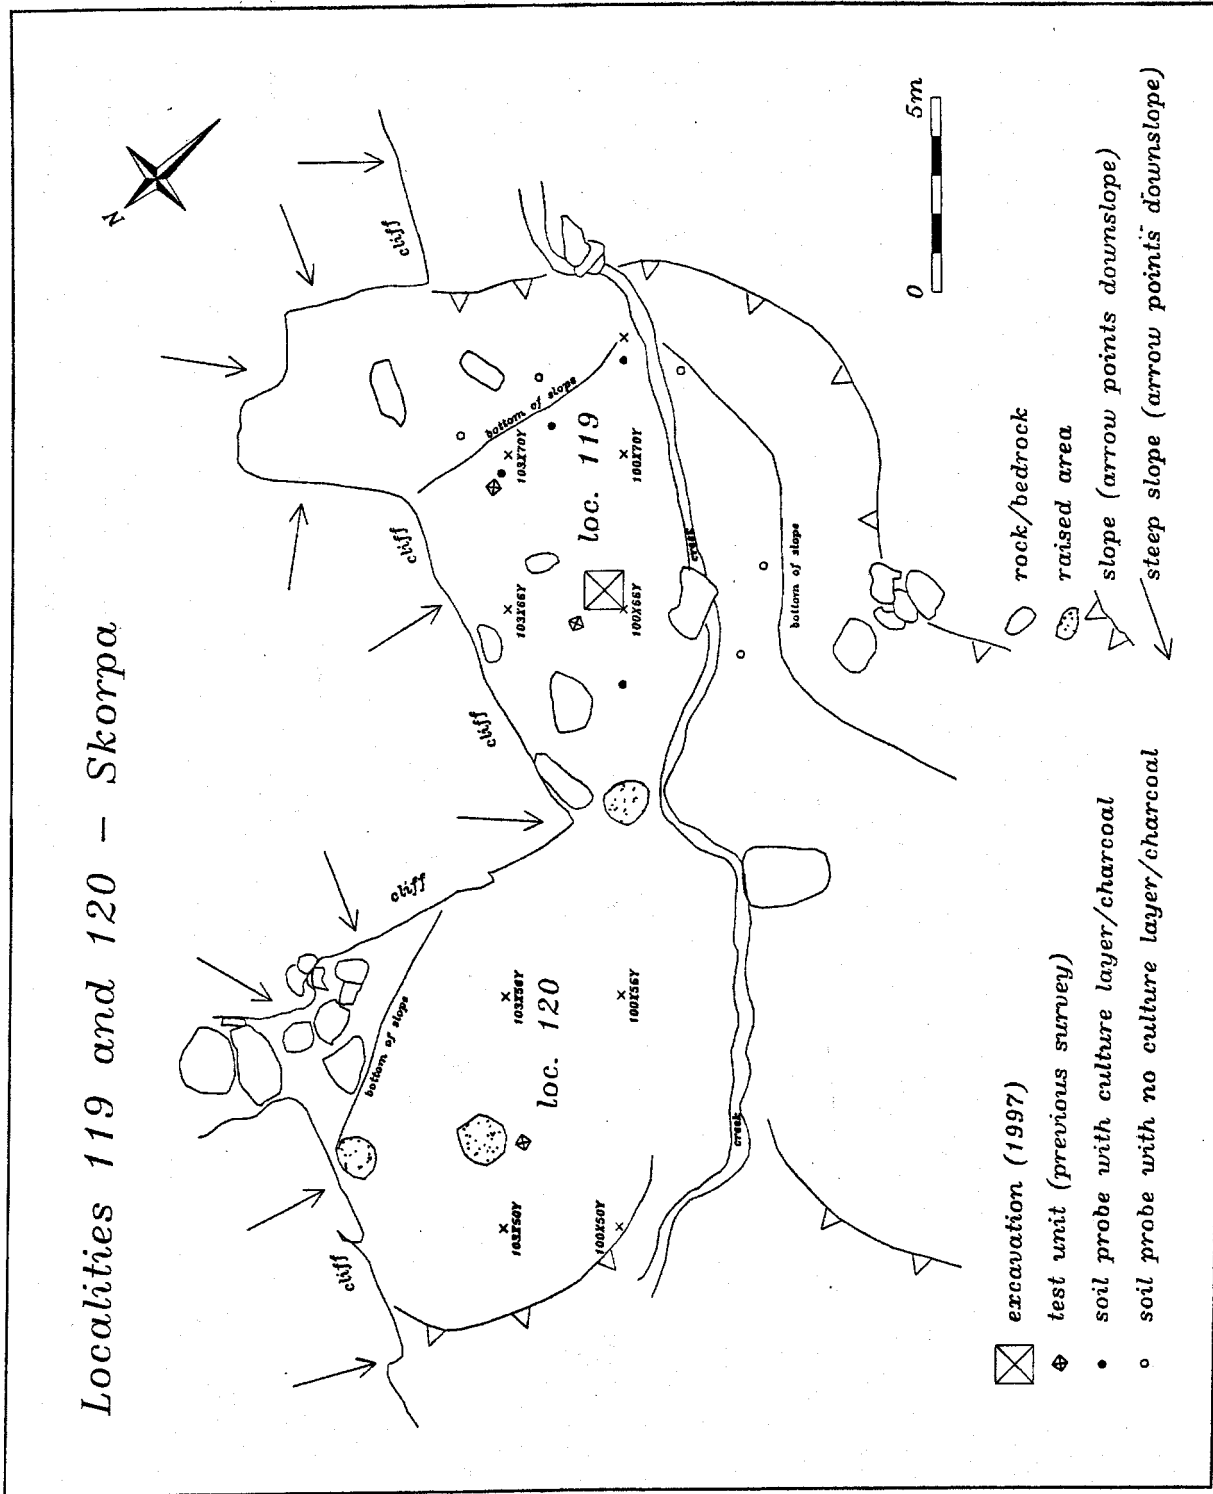 Localities 119 and 120 – Skorpa
N
cliff
cliff
cliff
cliff
cliff
bottom of slope
bottom of slope
103X50Y
103X56Y
103X66Y
103X70Y
loc. 120
loc. 119
100X50Y
100X56Y
100X66Y
100X70Y
creek
creek
bottom of slope
0 5m
excavation (1997)
test unit (previous survey)
soil probe with culture layer/charcoal
soil probe with no culture layer/charcoal
rock/bedrock
raised area
slope (arrow points downslope)
steep slope (arrow points downslope)